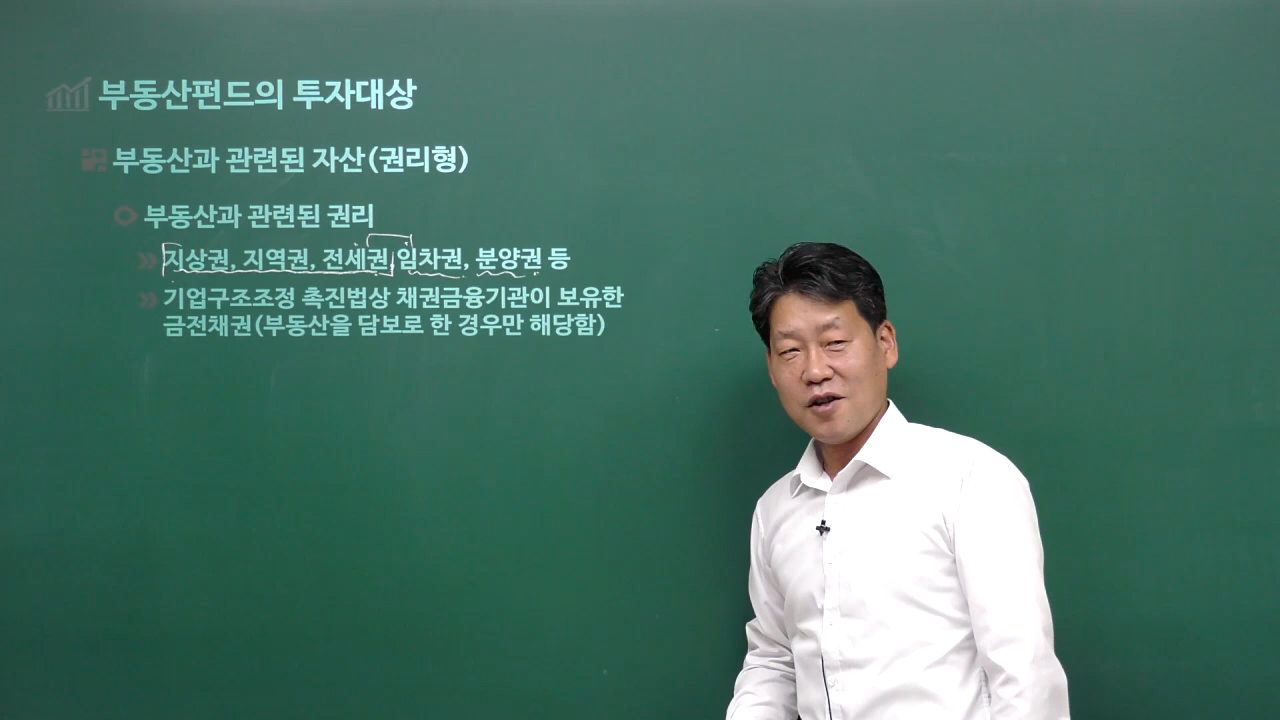 부동산펀드의 투자대상
부동산과 관련된 자산(권리형)
부동산과 관련된 권리
지상권, 지역권, 전세권, 임차권, 분양권 등
기업구조조정 촉진법상 채권금융기관이 보유한
금전채권(부동산을 담보로 한 경우만 해당함)